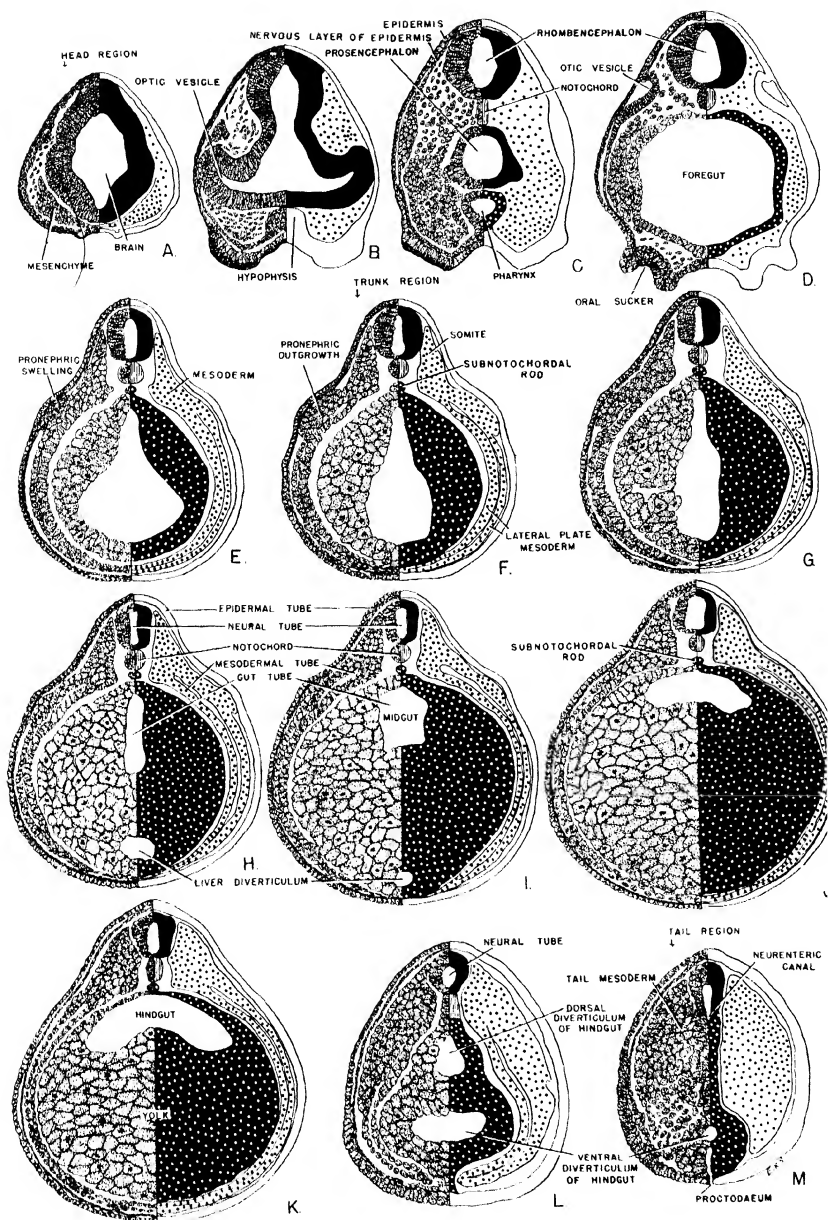 HEAD REGION
OPTIC VESICLE
MESENCHYME
BRAIN
A.
NERVOUS LAYER OF EPIDERMIS
EPIDERMIS
PROSENCEPHALON
B.
HYPOPHYSIS
RHOMBENCEPHALON
OTIC VESICLE
NOTOCHORD
C
PHARYNX
FOREGUT
ORAL SUCKER
D.
TRUNK REGION
PRONEPHRIC
SWELLING
MESODERM
E.
PRONEPHRIC
OUTGROWTH
SOMITE
SUBNOTOCHORDAL
ROD
LATERAL PLATE
MESODERM
F.
G
EPIDERMAL TUBE
NEURAL TUBE
NOTOCHORD
MESODERMAL TUBE
GUT TUBE
MIDGUT
H.
LIVER DIVERTICULUM
I.
SUBNOTOCHORDAL
ROD
J
HINDGUT
YOLK
K.
NEURAL TUBE
DORSAL
DIVERTICULUM
OF HINDGUT
VENTRAL
DIVERTICULUM
OF HINDGUT
L.
TAIL REGION
TAIL MESODERM
NEURENTERIC
CANAL
M
PROCTODAEUM